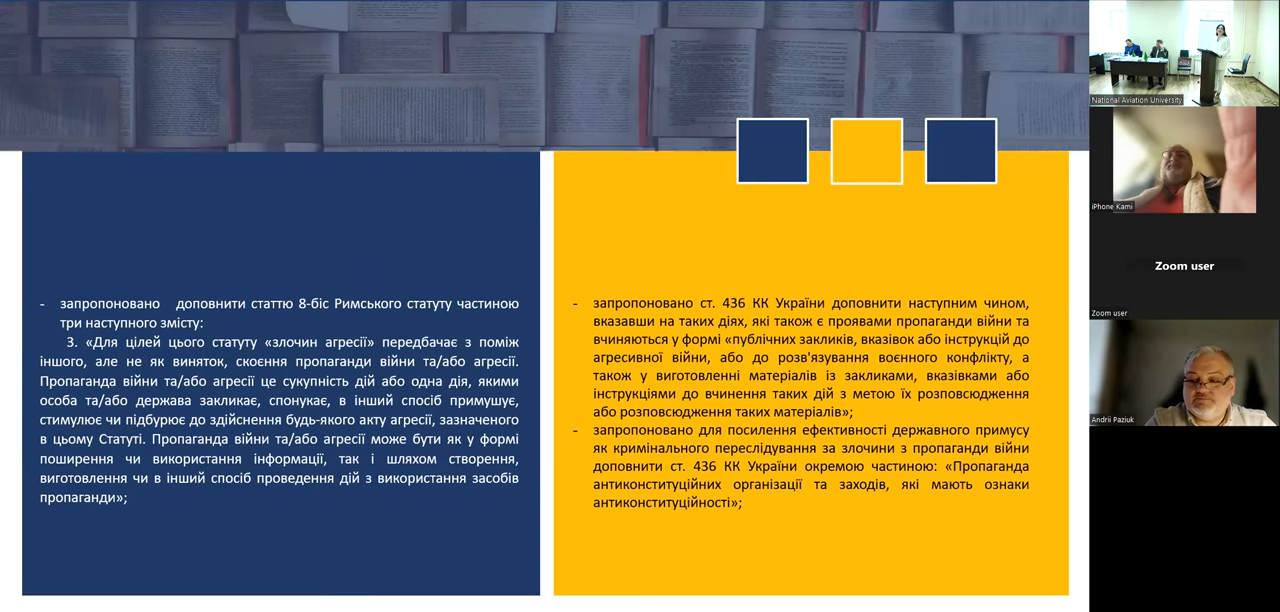 - запропоновано доповнити статтю 8-біс Римського статуту частиною
три наступного змісту:
3. «Для цілей цього статуту «злочин агресії» передбачає з поміж
іншого, але не як виняток, скоєння пропаганди війни та/або агресії.
Пропаганда війни та/або агресії це сукупність дій або одна дія, якими
особа та/або держава закликає, спонукає, в інший спосіб примушує,
стимулює чи підбурює до здійснення будь-якого акту агресії, зазначеного
в цьому Статуті. Пропаганда війни та/або агресії може бути як у формі
поширення чи використання інформації, так і шляхом створення,
виготовлення чи в інший спосіб проведення дій з використання засобів
пропаганди»;
- запропоновано ст. 436 КК України доповнити наступним чином,
вказавши на таких діях, які також є проявами пропаганди війни та
вчиняються у формі «публічних закликів, вказівок або інструкцій до
агресивної війни, або до розв'язування воєнного конфлікту, а
також у виготовленні матеріалів із закликами, вказівками або
інструкціями до вчинення таких дій з метою їх розповсюдження
або розповсюдження таких матеріалів»;
- запропоновано для посилення ефективності державного примусу
як кримінального переслідування за злочини з пропаганди війни
доповнити ст. 436 КК України окремою частиною: «Пропаганда
антиконституційних організації та заходів, які мають ознаки
антиконституційності»;
National Aviation University
iPhone Kami
Zoom user
Zoom user
Andrii Paziuk